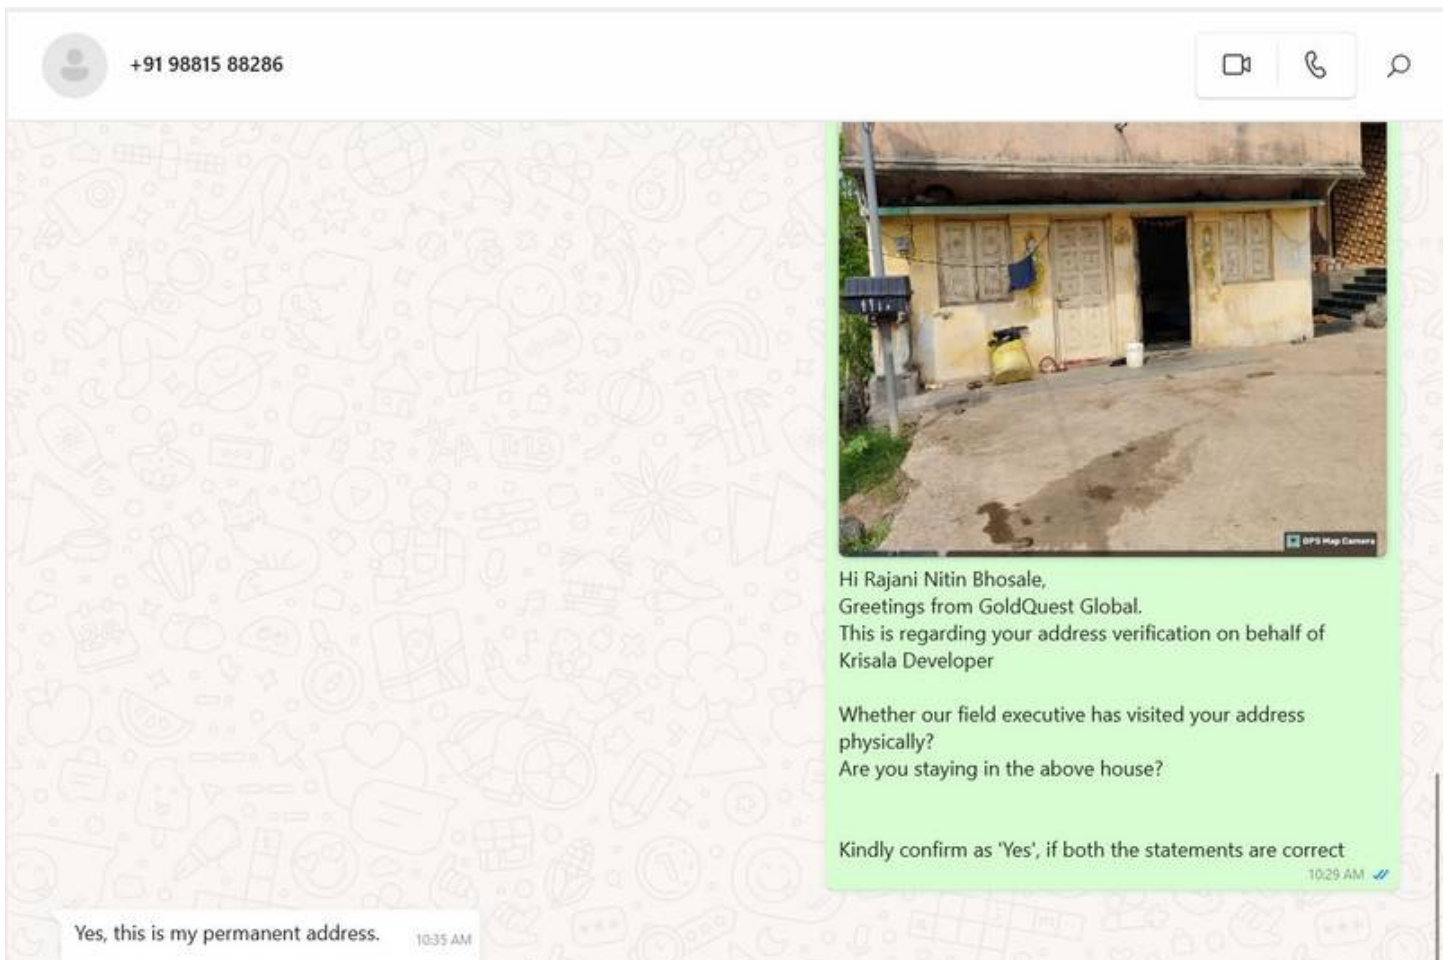 +91 98815 88286
GPS Map Camera
Hi Rajani Nitin Bhosale,
Greetings from GoldQuest Global.
This is regarding your address verification on behalf of
Krisala Developer
Whether our field executive has visited your address
physically?
Are you staying in the above house?
Kindly confirm as 'Yes', if both the statements are correct
10:29 AM
Yes, this is my permanent address.
10:35 AM